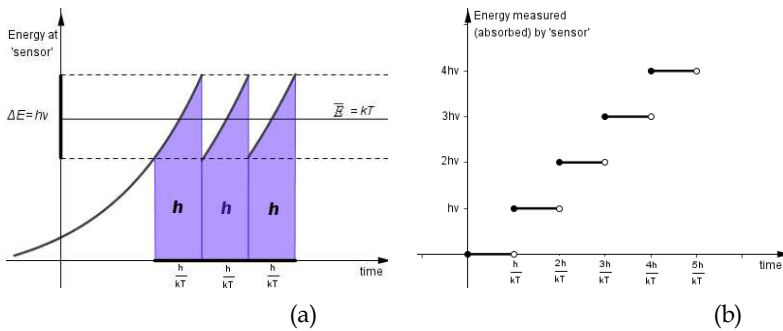 Energy at
'sensor'
ΔE = hν
E̅ = kT
h h h
h/kT h/kT h/kT
time
(a)
Energy measured
(absorbed) by 'sensor'
4hν
3hν
2hν
hν
h/kT 2h/kT 3h/kT 4h/kT 5h/kT
time
(b)